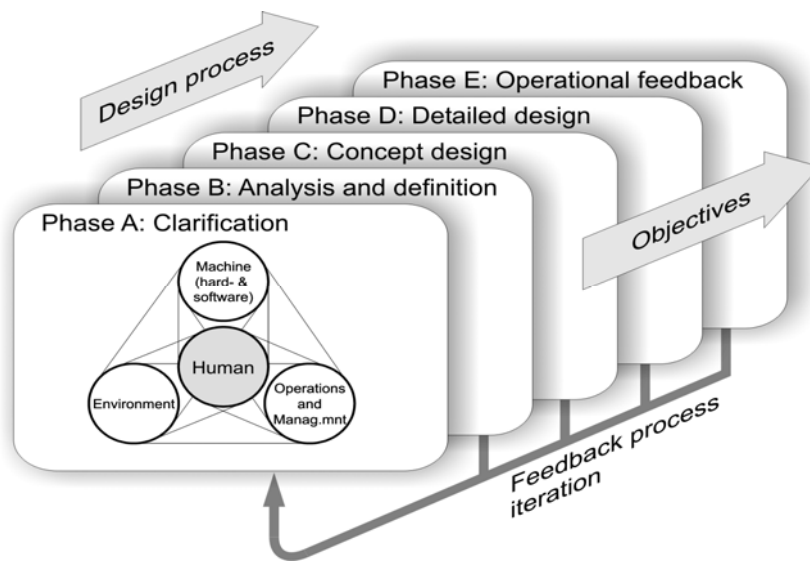 Design process
Phase E: Operational feedback
Phase D: Detailed design
Phase C: Concept design
Phase B: Analysis and definition
Phase A: Clarification
Objectives
Machine
(hard- &
software)
Human
Environment
Operations
and
Manag.mnt
Feedback process
iteration